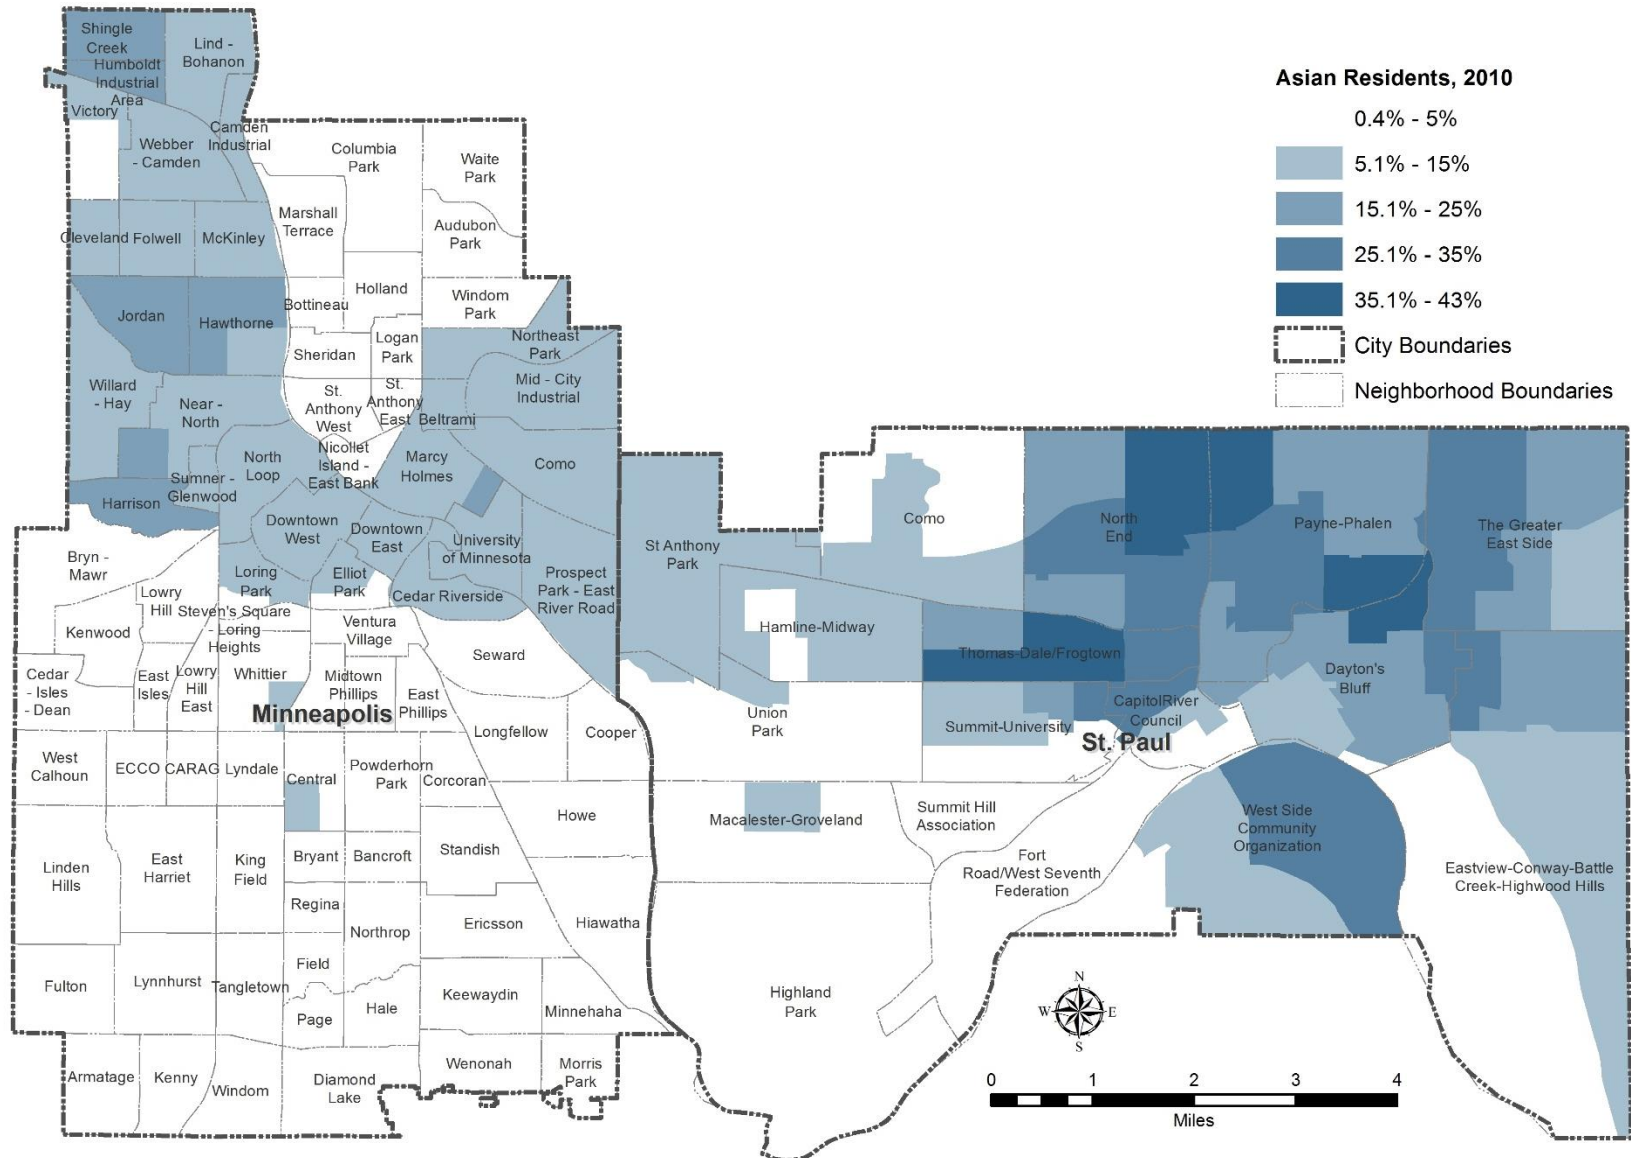 Shingle
Creek
Humboldt
Industrial
Area
Lind -
Bohanon
Victory
Camden
Industrial
Webber
- Camden
Columbia
Park
Waite
Park
Marshall
Terrace
Audubon
Park
Cleveland
Folwell
McKinley
Bottineau
Holland
Windom
Park
Jordan
Hawthorne
Sheridan
Logan
Park
Northeast
Park
Willard
- Hay
Near -
North
St.
Anthony
West
St.
Anthony
East
Beltrami
Mid - City
Industrial
Nicollet
Island -
East Bank
North
Loop
Marcy
Holmes
Como
Sumner -
Glenwood
Harrison
Downtown
West
Downtown
East
University
of Minnesota
Bryn -
Mawr
Loring
Park
Elliot
Park
Cedar Riverside
Prospect
Park - East
River Road
Lowry
Hill
Steven's Square
- Loring
Heights
Kenwood
Ventura
Village
Seward
Cedar
- Isles
- Dean
East
Isles
Lowry
Hill
East
Whittier
Midtown
Phillips
East
Phillips
Minneapolis
Longfellow
Cooper
West
Calhoun
ECCO
CARAG
Lyndale
Central
Powderhorn
Park
Corcoran
Howe
Linden
Hills
East
Harriet
King
Field
Bryant
Bancroft
Standish
Regina
Northrop
Ericsson
Hiawatha
Field
Fulton
Lynnhurst
Tangletown
Page
Hale
Keewaydin
Minnehaha
Armatage
Kenny
Windom
Diamond
Lake
Wenonah
Morris
Park
St Anthony
Park
Como
North
End
Payne-Phalen
The Greater
East Side
Hamline-Midway
Thomas-Dale/Frogtown
Dayton's
Bluff
Union
Park
Summit-University
CapitolRiver
Council
St. Paul
Macalester-Groveland
Summit Hill
Association
West Side
Community
Organization
Fort
Road/West Seventh
Federation
Eastview-Conway-Battle
Creek-Highwood Hills
Highland
Park
Asian Residents, 2010
0.4% - 5%
5.1% - 15%
15.1% - 25%
25.1% - 35%
35.1% - 43%
City Boundaries
Neighborhood Boundaries
N
W
E
S
0 1 2 3 4
Miles